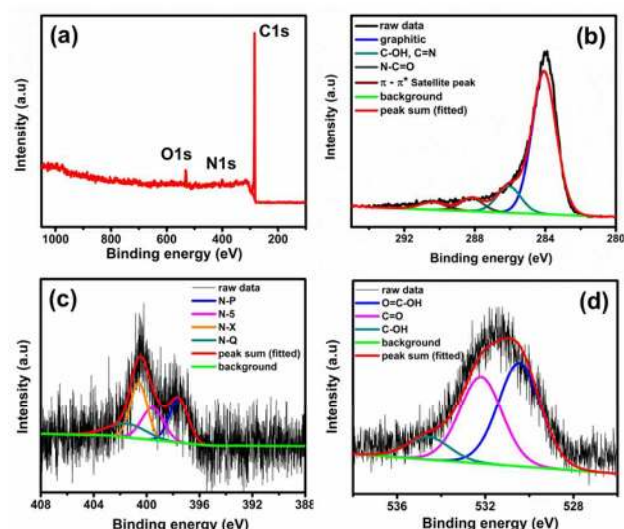 (a)
C1s
O1s
N1s
Intensity (a.u)
1000 800 600 400 200
Binding energy (eV)
(b)
raw data
graphitic
C-OH, C=N
N-C=O
π - π* Satellite peak
background
peak sum (fitted)
Intensity (a.u)
292 288 284 280
Binding energy (eV)
(c)
raw data
N-P
N-5
N-X
N-Q
peak sum (fitted)
background
Intensity (a.u)
408 404 400 396 392 388
Binding energy (eV)
(d)
raw data
O=C-OH
C=O
C-OH
background
peak sum (fitted)
Intensity (a.u)
536 532 528
Binding energy (eV)